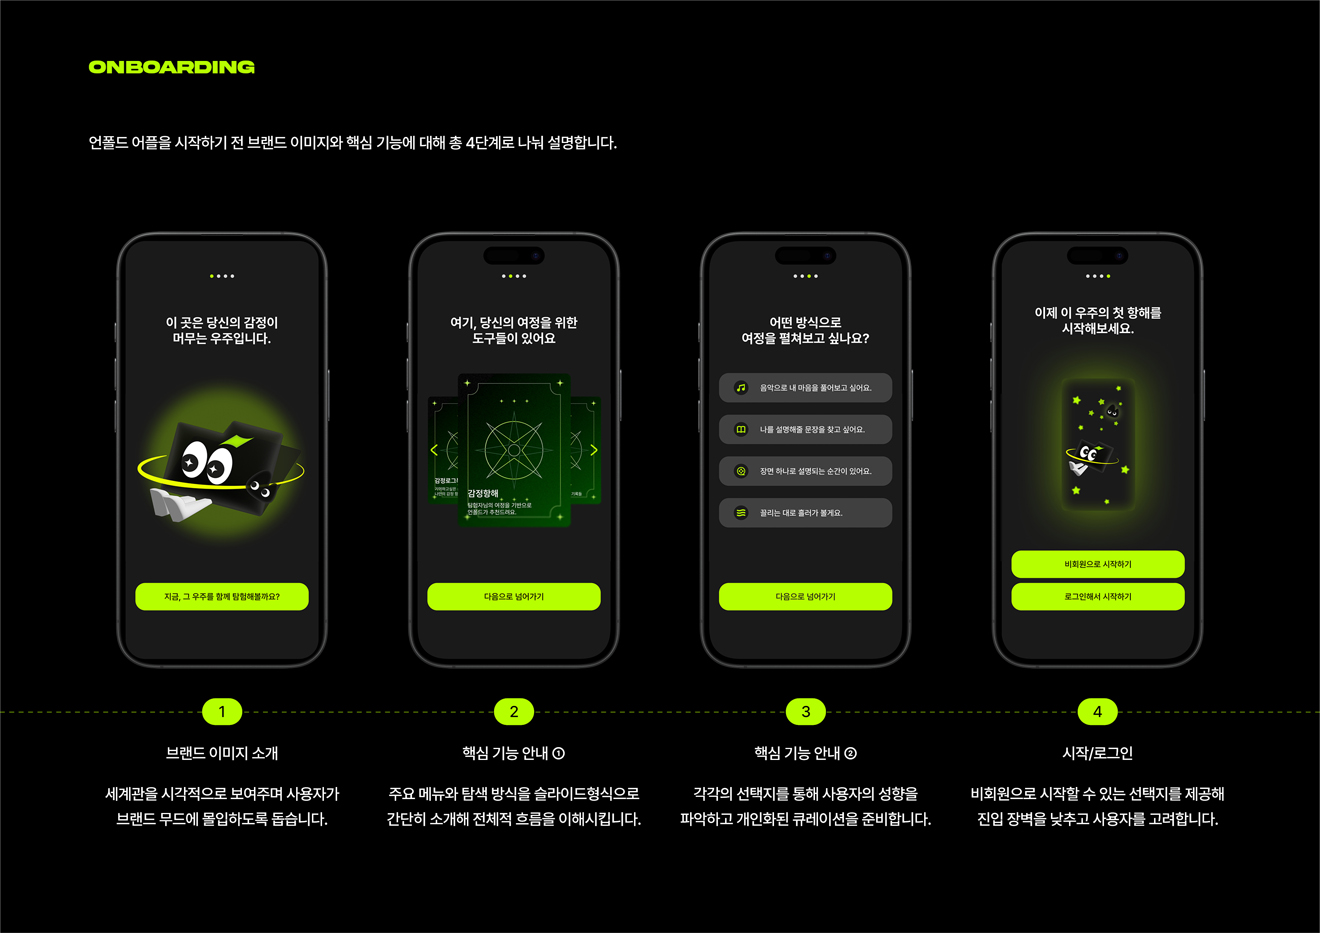 ONBOARDING
언폴드 어플을 시작하기 전 브랜드 이미지와 핵심 기능에 대해 총 4단계로 나눠 설명합니다.
이 곳은 당신의 감정이
머무는 우주입니다.
지금, 그 우주를 함께 탐험해볼까요?
여기, 당신의 여정을 위한
도구들이 있어요
감정로그
감정항해
탐험자님의 여정을 기반으로
언폴드가 추천드려요.
기록들
다음으로 넘어가기
어떤 방식으로
여정을 펼쳐보고 싶나요?
음악으로 내 마음을 풀어보고 싶어요.
나를 설명해줄 문장을 찾고 싶어요.
장면 하나로 설명되는 순간이 있어요.
끌리는 대로 흘러가 볼게요.
다음으로 넘어가기
이제 이 우주의 첫 항해를
시작해보세요.
비회원으로 시작하기
로그인해서 시작하기
1
브랜드 이미지 소개
세계관을 시각적으로 보여주며 사용자가
브랜드 무드에 몰입하도록 돕습니다.
2
핵심 기능 안내 ①
주요 메뉴와 탐색 방식을 슬라이드형식으로
간단히 소개해 전체적 흐름을 이해시킵니다.
3
핵심 기능 안내 ②
각각의 선택지를 통해 사용자의 성향을
파악하고 개인화된 큐레이션을 준비합니다.
4
시작/로그인
비회원으로 시작할 수 있는 선택지를 제공해
진입 장벽을 낮추고 사용자를 고려합니다.